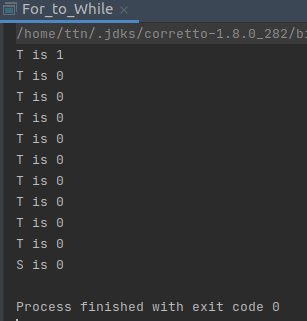 For_to_While ×
/home/ttn/.jdks/corretto-1.8.0_282/bi
T is 1
T is 0
T is 0
T is 0
T is 0
T is 0
T is 0
T is 0
T is 0
T is 0
S is 0
Process finished with exit code 0